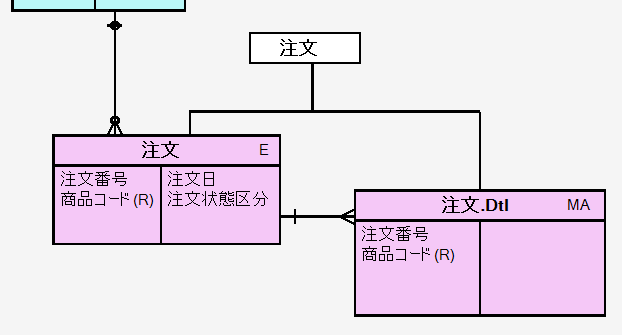 注文
注文 E
注文番号
商品コード(R)
注文日
注文状態区分
注文.Dtl MA
注文番号
商品コード(R)